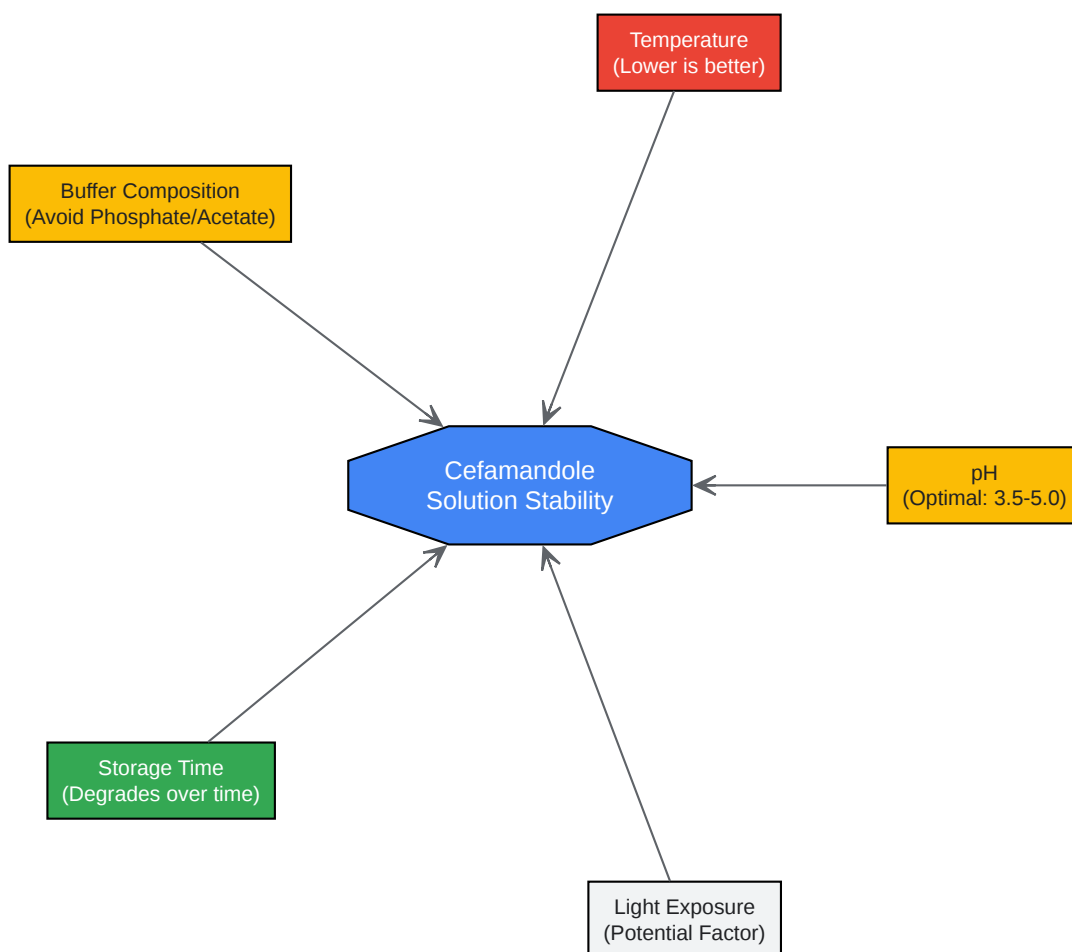 Temperature
(Lower is better)
Buffer Composition
(Avoid Phosphate/Acetate)
Cefamandole
Solution Stability
pH
(Optimal: 3.5-5.0)
Storage Time
(Degrades over time)
Light Exposure
(Potential Factor)